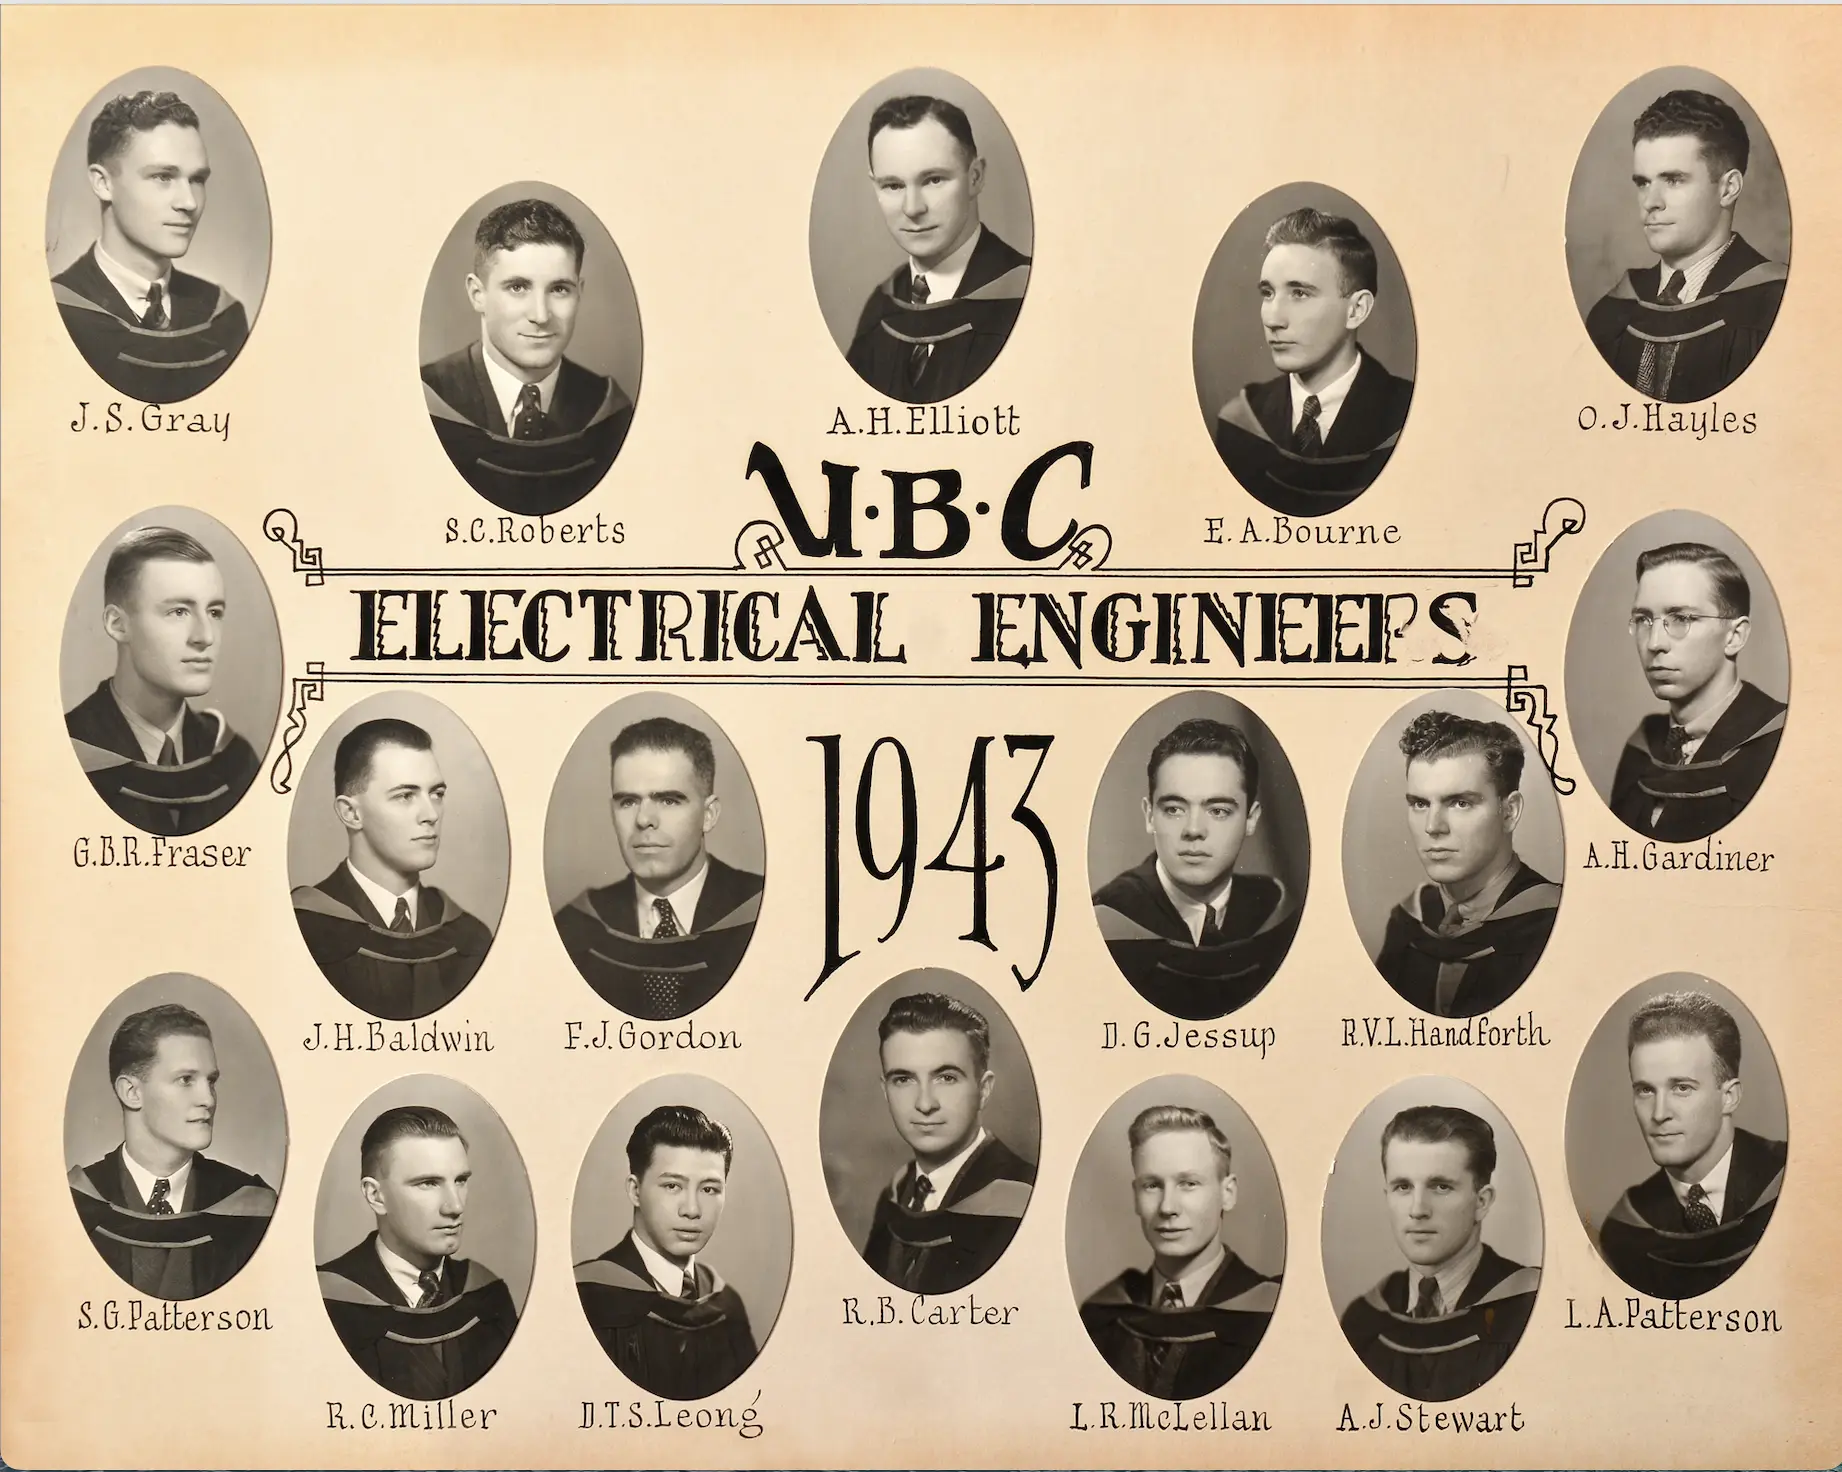 J.S.Gray
S.C.Roberts
A.H.Elliott
E.A.Bourne
O.J.Hayles
U·B·C
ELECTRICAL ENGINEERS
1943
G.B.R.Fraser
A.H.Gardiner
J.H.Baldwin
F.J.Gordon
D.G.Jessup
R.V.L.Handforth
S.G.Patterson
R.C.Miller
D.T.S.Leong
R.B.Carter
L.R.McLellan
A.J.Stewart
L.A.Patterson